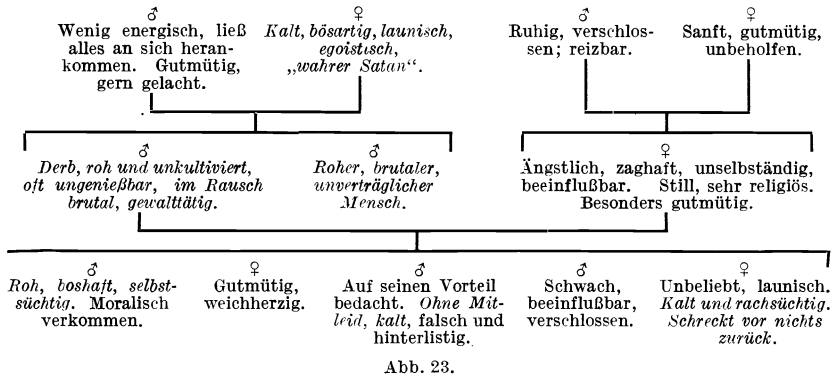 ♂
Wenig energisch, ließ
alles an sich heran-
kommen. Gutmütig,
gern gelacht.
♀
Kalt, bösartig, launisch,
egoistisch,
„wahrer Satan“.
♂
Ruhig, verschlos-
sen; reizbar.
♀
Sanft, gutmütig,
unbeholfen.
♂
Derb, roh und unkultiviert,
oft ungenießbar, im Rausch
brutal, gewalttätig.
♂
Roher, brutaler,
unverträglicher
Mensch.
♀
Ängstlich, zaghaft, unselbständig,
beeinflußbar. Still, sehr religiös.
Besonders gutmütig.
♂
Roh, boshaft, selbst-
süchtig. Moralisch
verkommen.
♀
Gutmütig,
weichherzig.
♂
Auf seinen Vorteil
bedacht. Ohne Mit-
leid, kalt, falsch und
hinterlistig.
♂
Schwach,
beeinflußbar,
verschlossen.
♀
Unbeliebt, launisch.
Kalt und rachsüchtig.
Schreckt vor nichts
zurück.
Abb. 23.